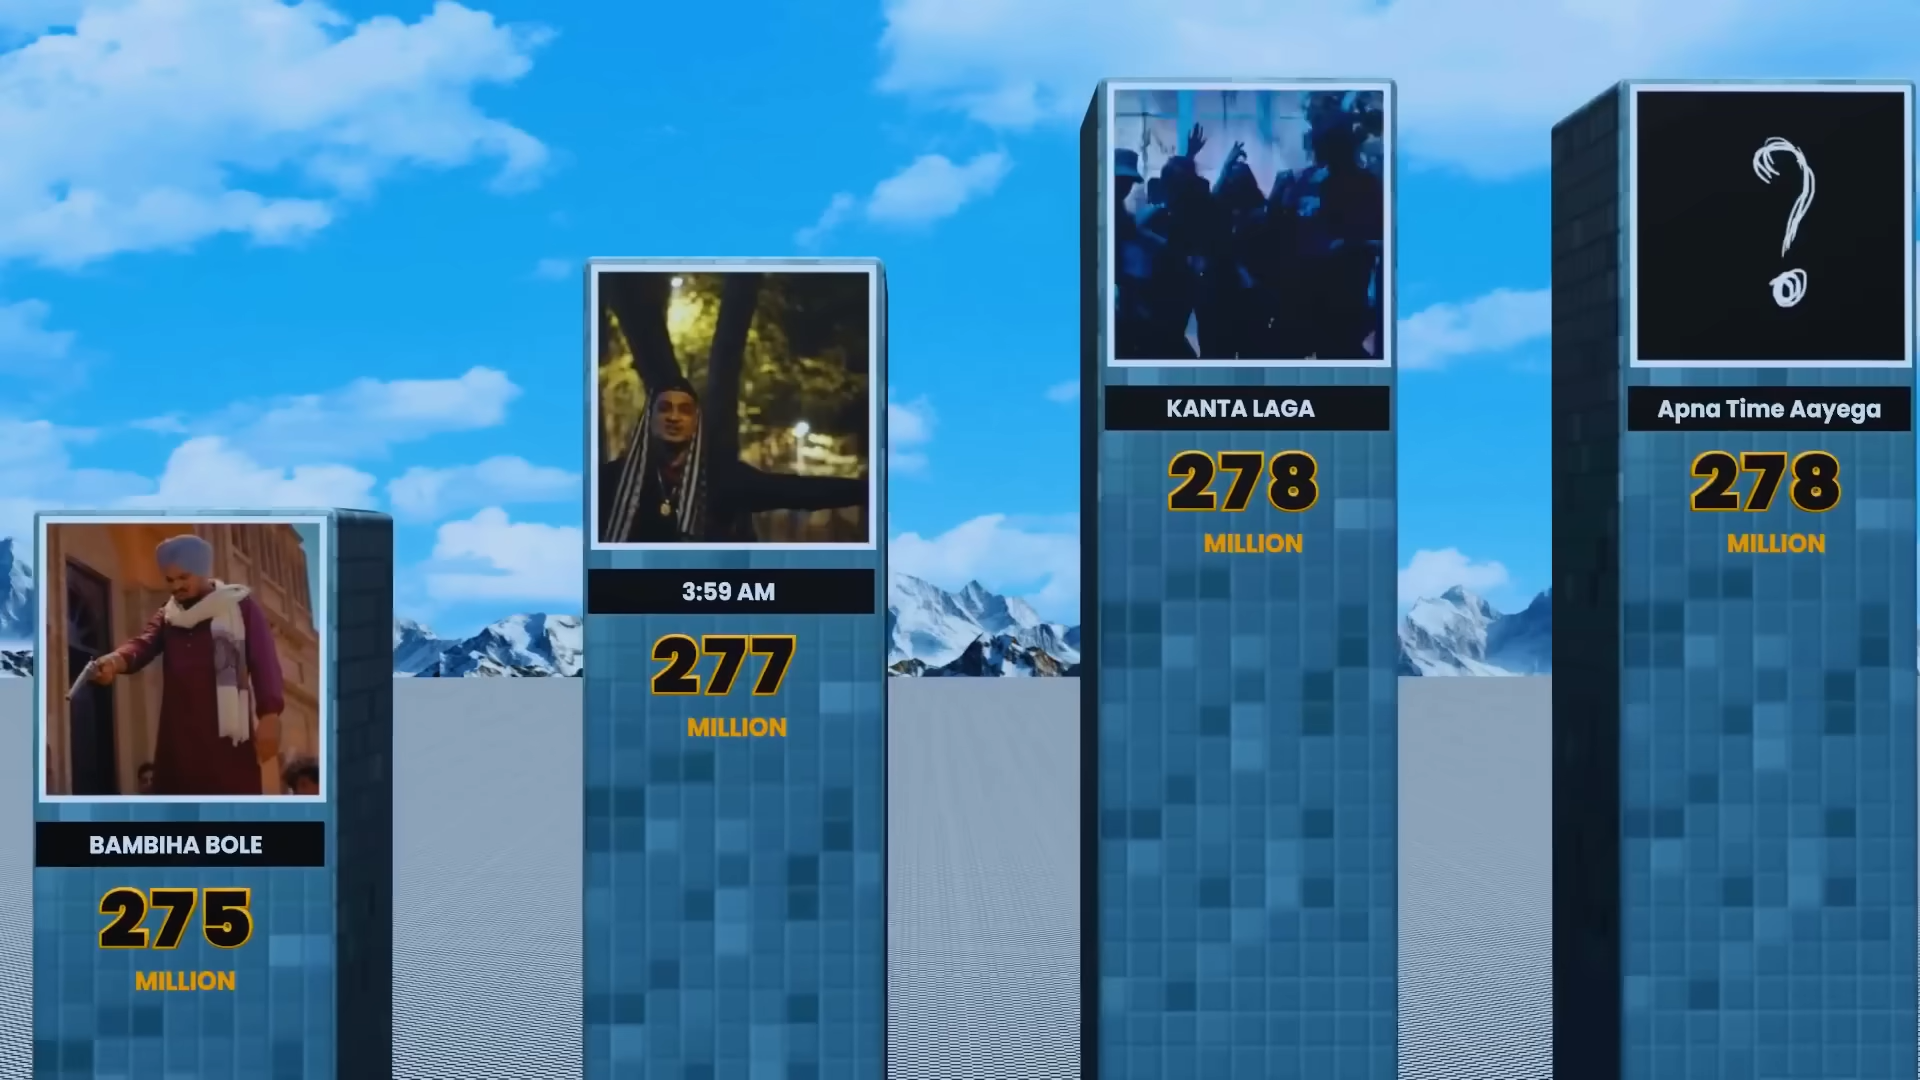 BAMBIHA BOLE
275
MILLION
3:59 AM
277
MILLION
KANTA LAGA
278
MILLION
?
Apna Time Aayega
278
MILLION